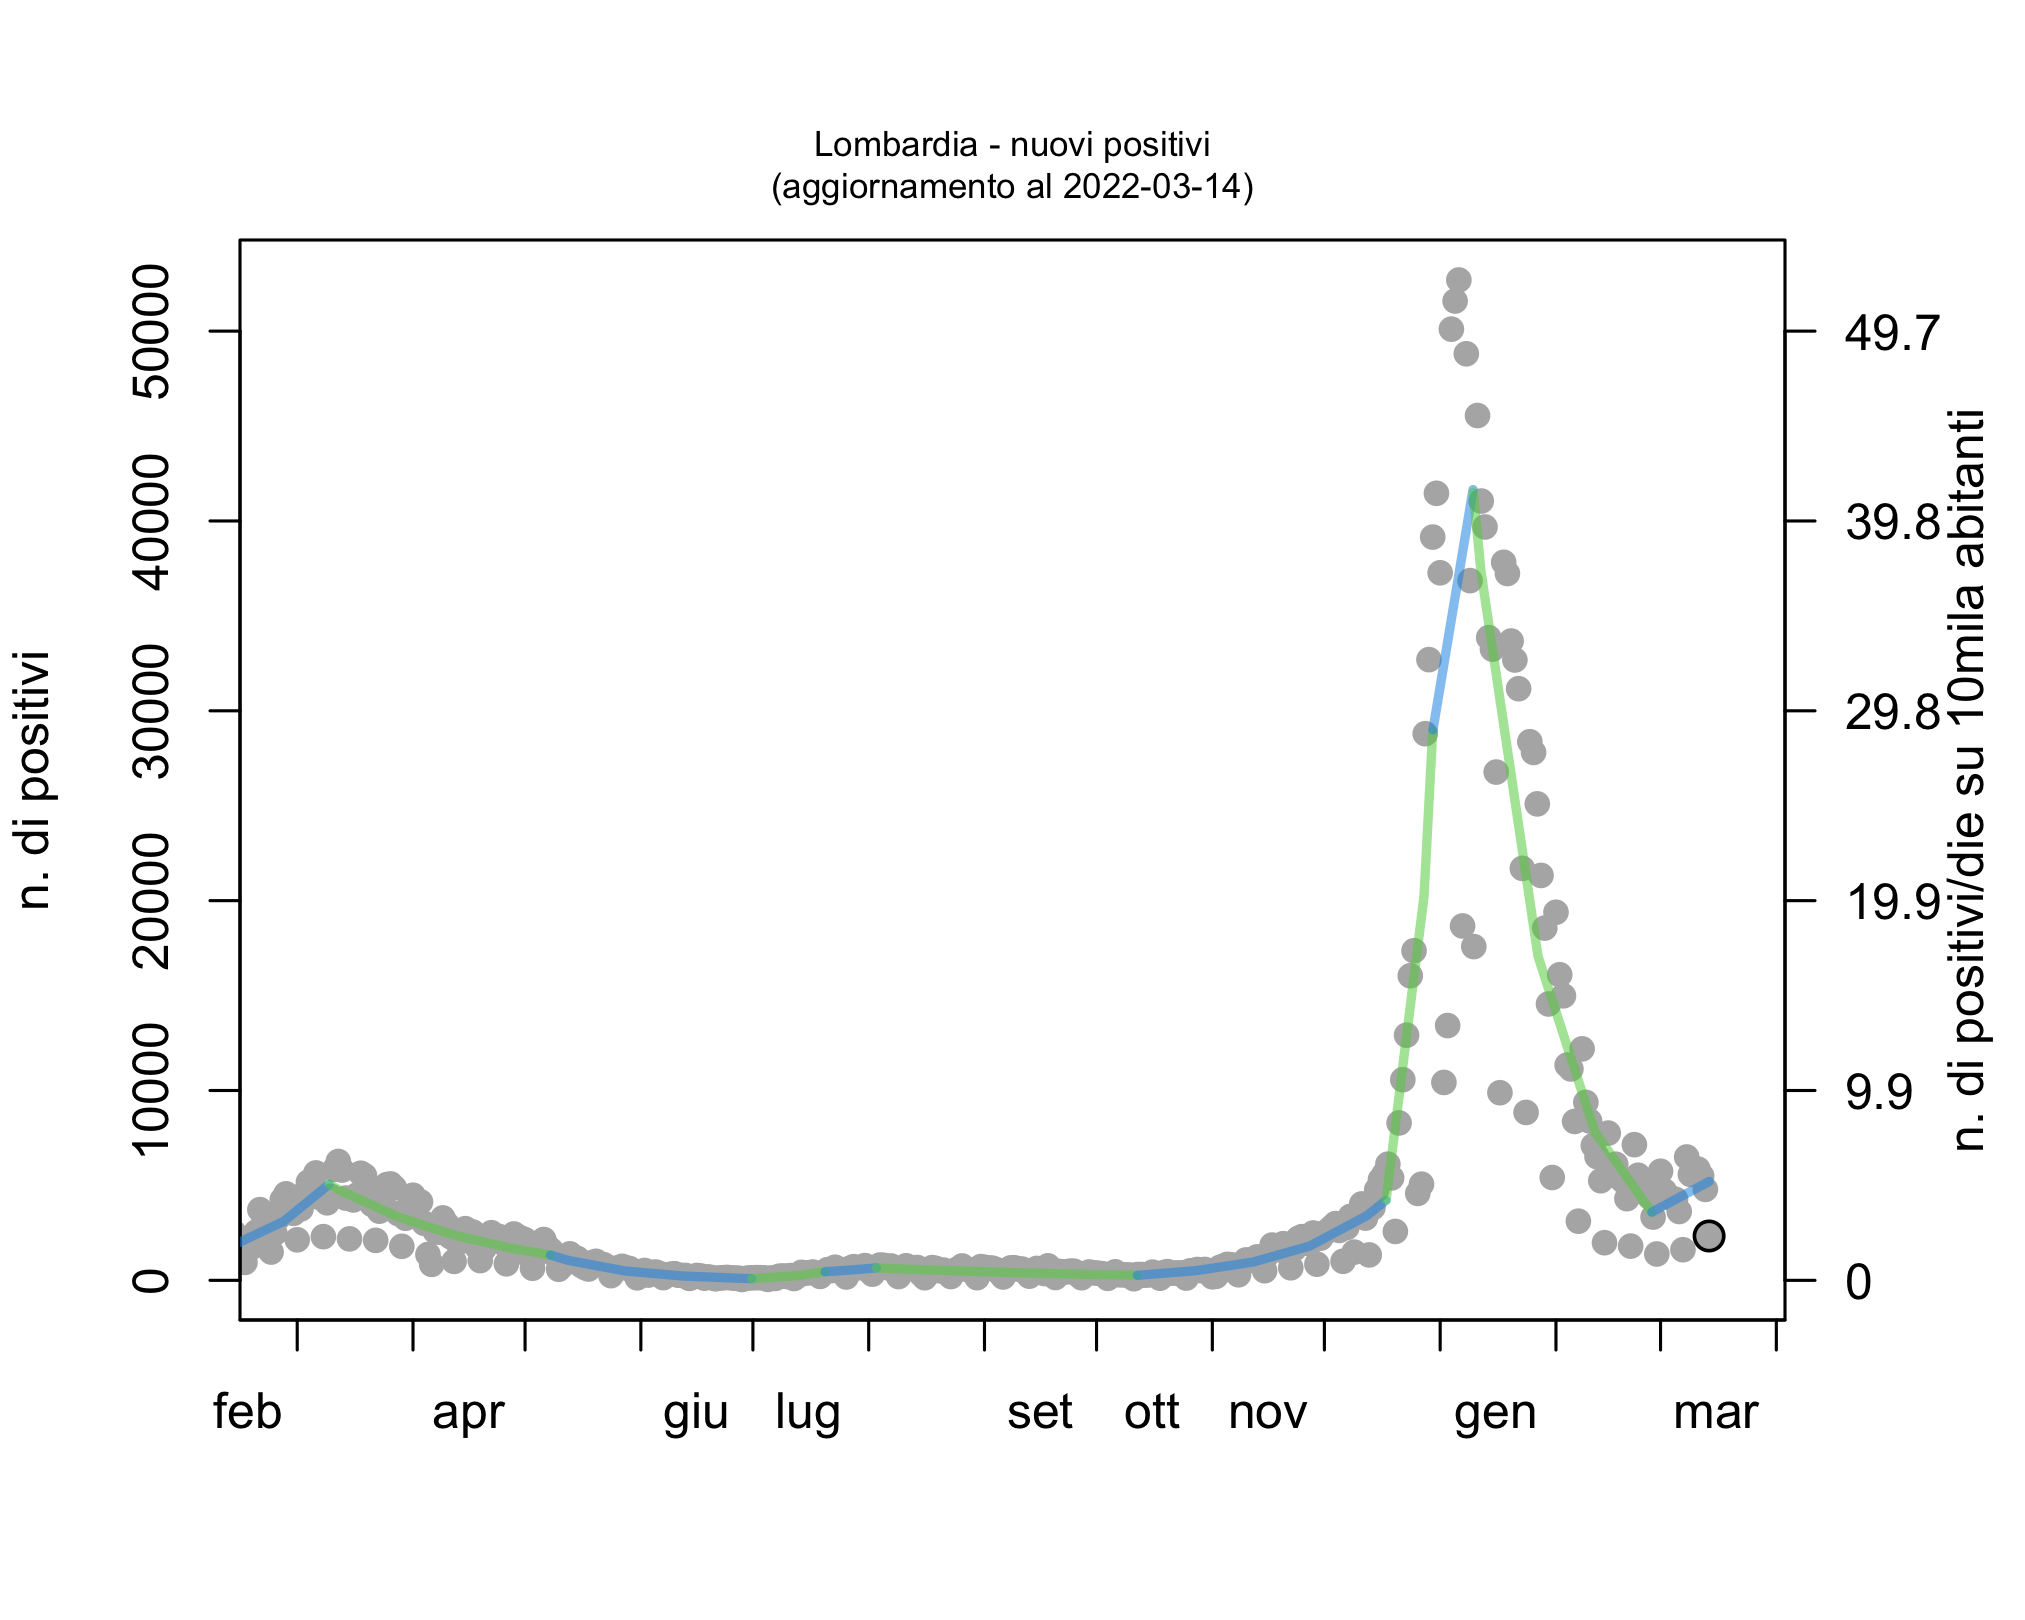 Lombardia - nuovi positivi
(aggiornamento al 2022-03-14)
n. di positivi
50000
40000
30000
20000
10000
0
49.7
39.8
29.8
19.9
9.9
0
n. di positivi/die su 10mila abitanti
feb apr giu lug set ott nov gen mar